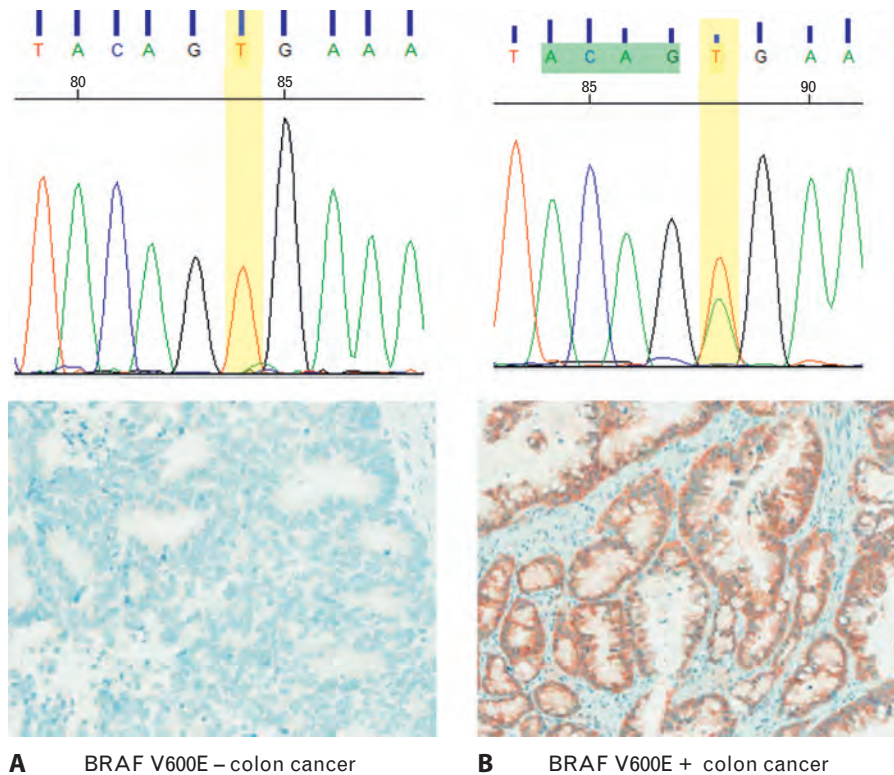 T A C A G T G A A A
80 85
T A C A G T G A A
85 90
A BRAF V600E – colon cancer
B BRAF V600E + colon cancer